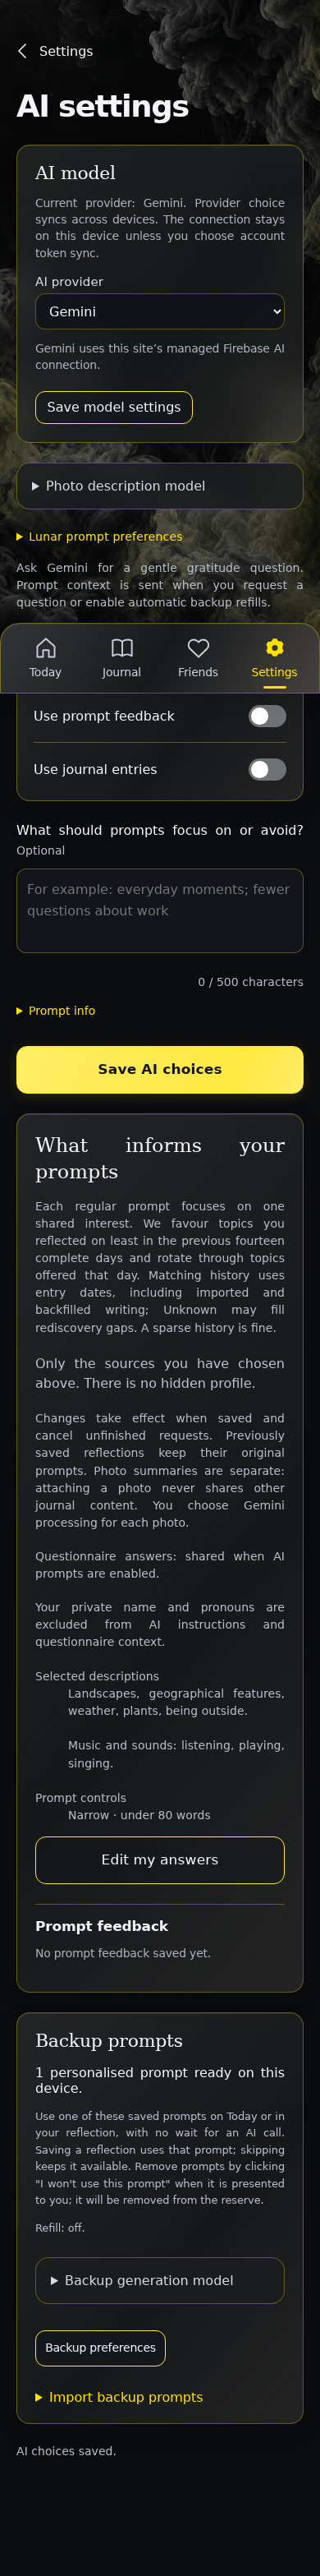 Settings
AI settings
AI model
Current provider: Gemini. Provider choice
syncs across devices. The connection stays
on this device unless you choose account
token sync.
AI provider
Gemini
Gemini uses this site’s managed Firebase AI
connection.
Save model settings
Photo description model
Lunar prompt preferences
Ask Gemini for a gentle gratitude question.
Prompt context is sent when you request a
question or enable automatic backup refills.
Today
Journal
Friends
Settings
Use prompt feedback
Use journal entries
What should prompts focus on or avoid?
Optional
For example: everyday moments; fewer
questions about work
0 / 500 characters
Prompt info
Save AI choices
What informs your
prompts
Each regular prompt focuses on one
shared interest. We favour topics you
reflected on least in the previous fourteen
complete days and rotate through topics
offered that day. Matching history uses
entry dates, including imported and
backfilled writing; Unknown may fill
rediscovery gaps. A sparse history is fine.
Only the sources you have chosen
above. There is no hidden profile.
Changes take effect when saved and
cancel unfinished requests. Previously
saved reflections keep their original
prompts. Photo summaries are separate:
attaching a photo never shares other
journal content. You choose Gemini
processing for each photo.
Questionnaire answers: shared when AI
prompts are enabled.
Your private name and pronouns are
excluded from AI instructions and
questionnaire context.
Selected descriptions
Landscapes, geographical features,
weather, plants, being outside.
Music and sounds: listening, playing,
singing.
Prompt controls
Narrow · under 80 words
Edit my answers
Prompt feedback
No prompt feedback saved yet.
Backup prompts
1 personalised prompt ready on this
device.
Use one of these saved prompts on Today or in
your reflection, with no wait for an AI call.
Saving a reflection uses that prompt; skipping
keeps it available. Remove prompts by clicking
"I won't use this prompt" when it is presented
to you; it will be removed from the reserve.
Refill: off.
Backup generation model
Backup preferences
Import backup prompts
AI choices saved.